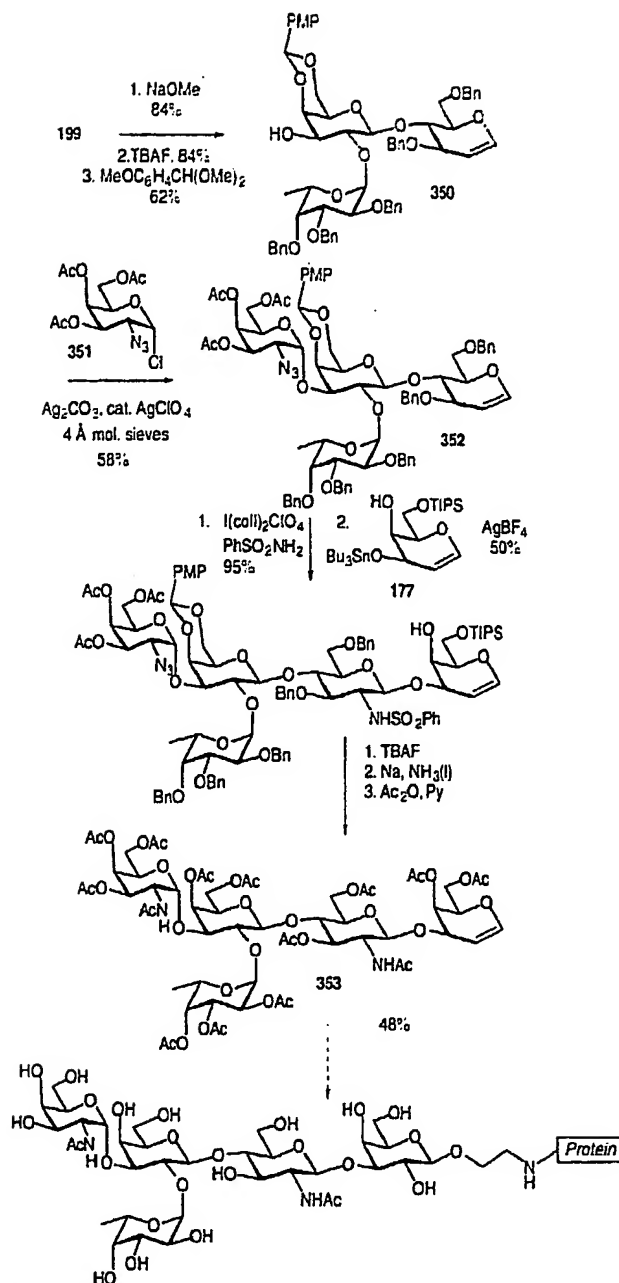 PMP
1. NaOMe
84%
199
2.TBAF, 84%
3. MeOC6H4CH(OMe)2
62%
O
O
O
HO
O
O
OBn
O
BnO
O
O
OBn
BnO
OBn
350
AcO
OAc
O
AcO
N3
351
Cl
Ag2CO3, cat. AgClO4
4 Å mol. sieves
58%
PMP
AcO
OAc
O
O
O
AcO
N3
O
O
O
O
OBn
O
BnO
O
O
OBn
BnO
OBn
352
1. I(coll)2ClO4
PhSO2NH2
95%
2.
HO
OTIPS
O
Bu3SnO
177
AgBF4
50%
PMP
AcO
OAc
O
O
O
AcO
N3
O
O
O
O
OBn
O
BnO
O
NHSO2Ph
HO
OTIPS
O
O
O
OBn
BnO
OBn
1. TBAF
2. Na, NH3(l)
3. Ac2O, Py
AcO
OAc
O
AcO
AcN
H
O
AcO
OAc
O
O
O
OAc
O
AcO
O
NHAc
AcO
OAc
O
O
O
OAc
AcO
OAc
353
48%
HO
OH
O
HO
AcN
H
O
OH
OH
O
O
O
OH
O
HO
O
NHAc
HO
OH
O
O
OH
N
H
Protein
O
OH
HO
OH